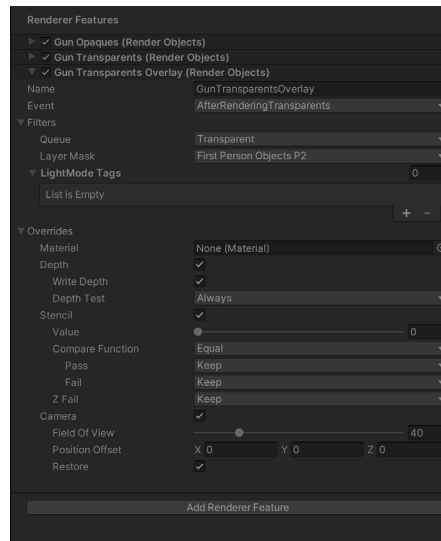 Renderer Features
Gun Opaques (Render Objects)
Gun Transparents (Render Objects)
Gun Transparents Overlay (Render Objects)
Name GunTransparentsOverlay
Event AfterRenderingTransparents
Filters
Queue Transparent
Layer Mask First Person Objects P2
LightMode Tags 0
List is Empty
+ −
Overrides
Material None (Material)
Depth
Write Depth
Depth Test Always
Stencil
Value 0
Compare Function Equal
Pass Keep
Fail Keep
Z Fail Keep
Camera
Field Of View 40
Position Offset X 0 Y 0 Z 0
Restore
Add Renderer Feature